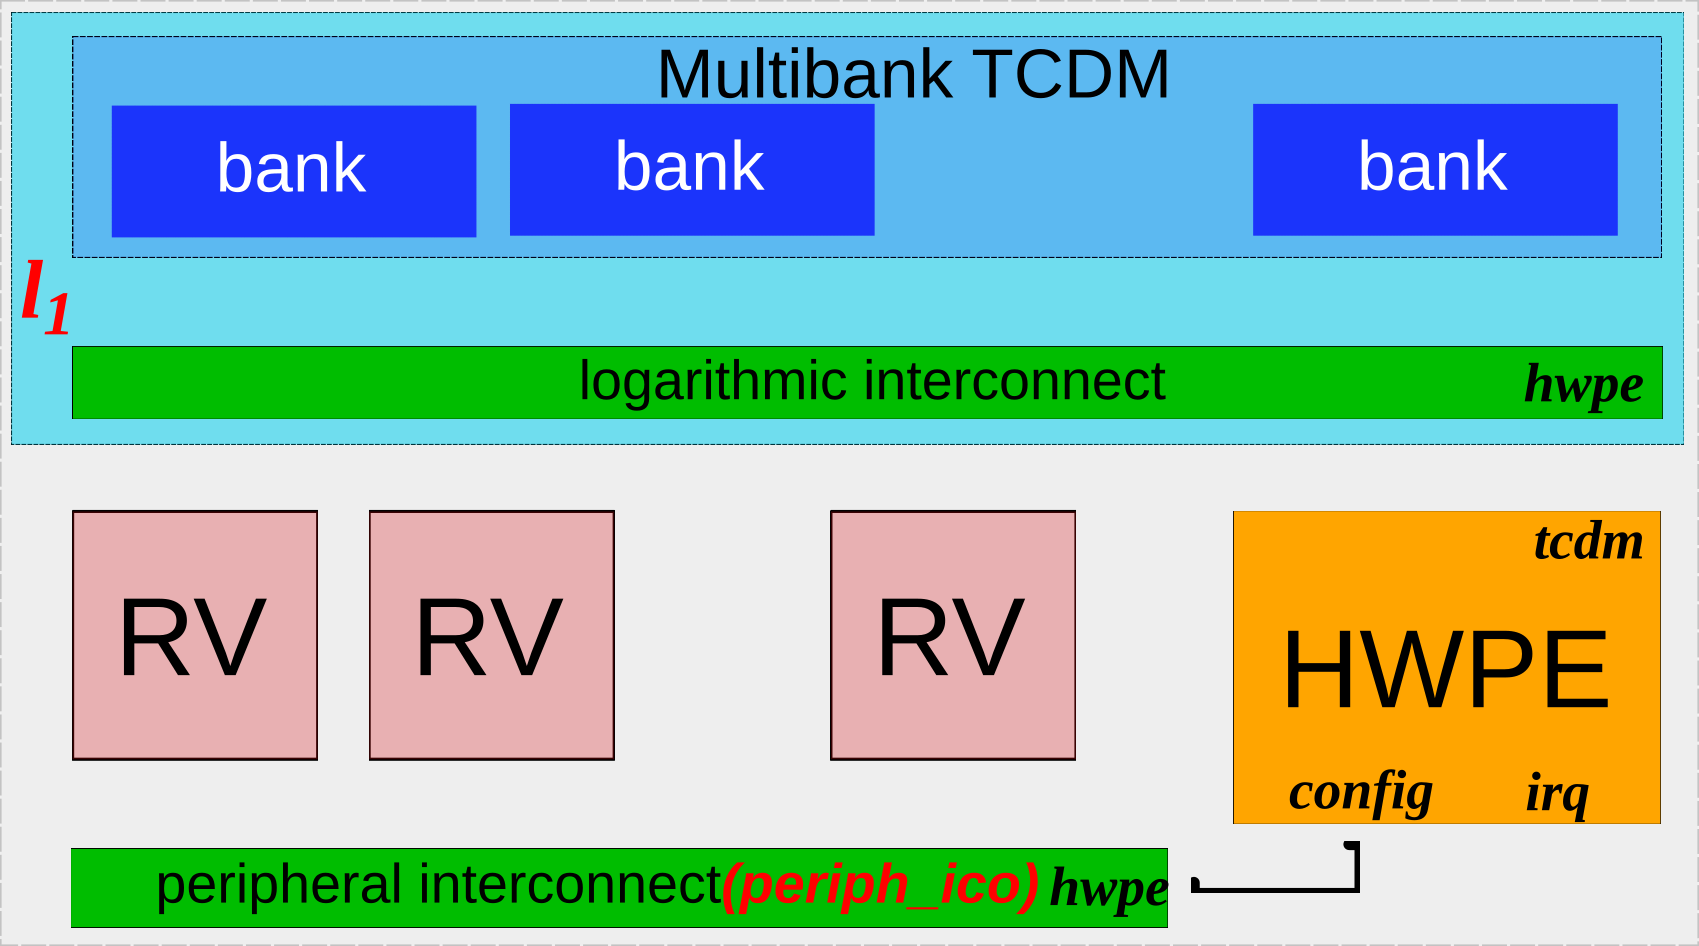 Multibank TCDM
bank bank bank
l1
logarithmic interconnect hwpe
tcdm
RV RV RV HWPE
config irq
peripheral interconnect(periph_ico) hwpe